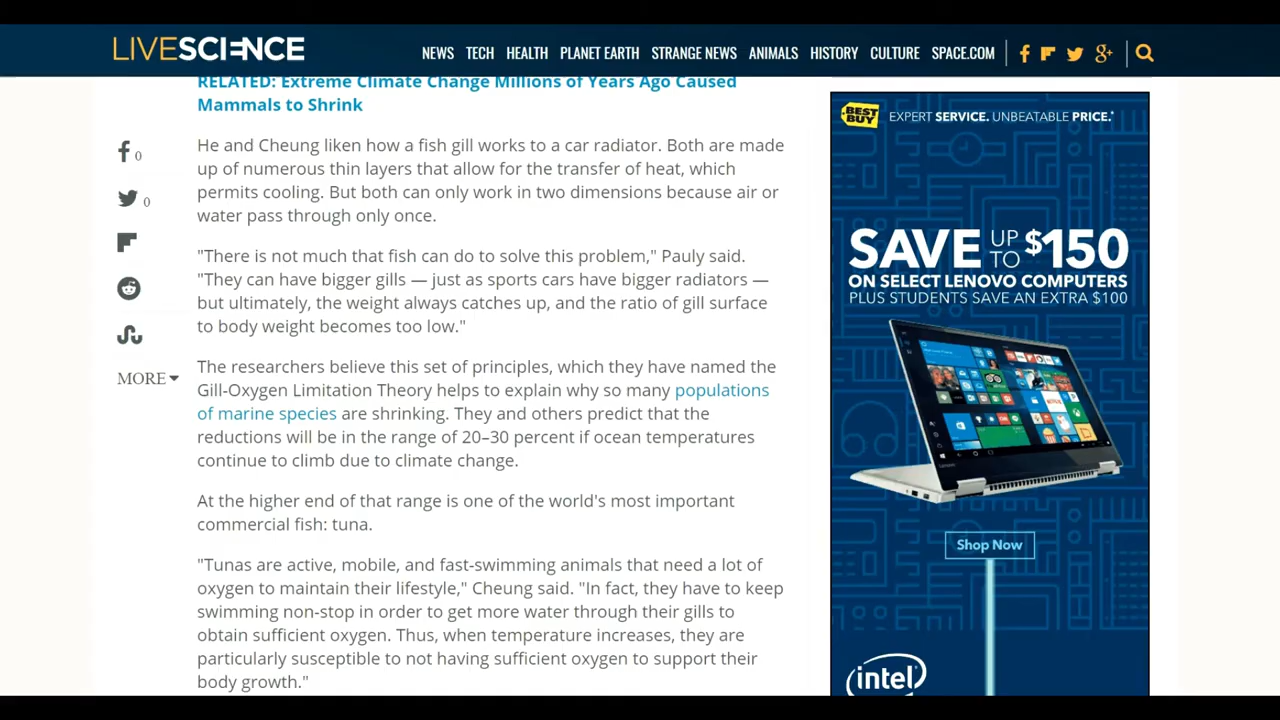 LIVESCIENCE
NEWS TECH HEALTH PLANET EARTH STRANGE NEWS ANIMALS HISTORY CULTURE SPACE.COM
RELATED: Extreme Climate Change Millions of Years Ago Caused
Mammals to Shrink
He and Cheung liken how a fish gill works to a car radiator. Both are made
up of numerous thin layers that allow for the transfer of heat, which
permits cooling. But both can only work in two dimensions because air or
water pass through only once.
"There is not much that fish can do to solve this problem," Pauly said.
"They can have bigger gills — just as sports cars have bigger radiators —
but ultimately, the weight always catches up, and the ratio of gill surface
to body weight becomes too low."
The researchers believe this set of principles, which they have named the
Gill-Oxygen Limitation Theory helps to explain why so many populations
of marine species are shrinking. They and others predict that the
reductions will be in the range of 20–30 percent if ocean temperatures
continue to climb due to climate change.
At the higher end of that range is one of the world's most important
commercial fish: tuna.
"Tunas are active, mobile, and fast-swimming animals that need a lot of
oxygen to maintain their lifestyle," Cheung said. "In fact, they have to keep
swimming non-stop in order to get more water through their gills to
obtain sufficient oxygen. Thus, when temperature increases, they are
particularly susceptible to not having sufficient oxygen to support their
body growth."
0
0
MORE
BEST BUY
EXPERT SERVICE. UNBEATABLE PRICE.*
SAVE UP TO $150
ON SELECT LENOVO COMPUTERS
PLUS STUDENTS SAVE AN EXTRA $100
Shop Now
intel